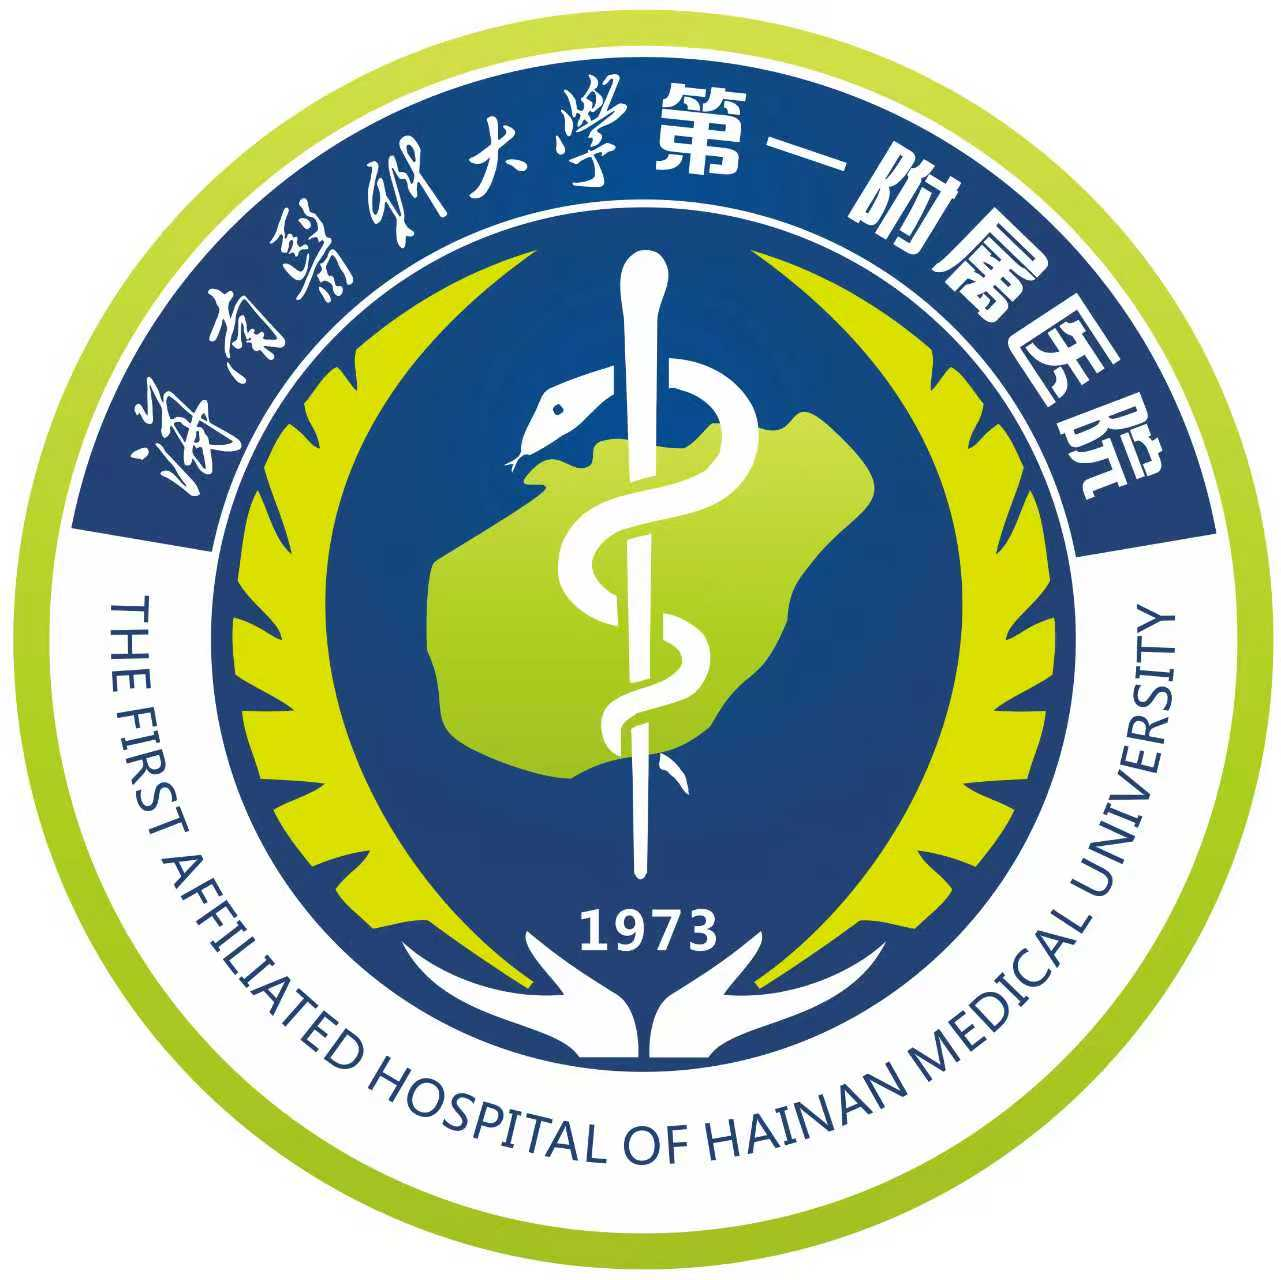 海南醫科大學第一附属医院
1973
THE FIRST AFFILIATED HOSPITAL OF HAINAN MEDICAL UNIVERSITY